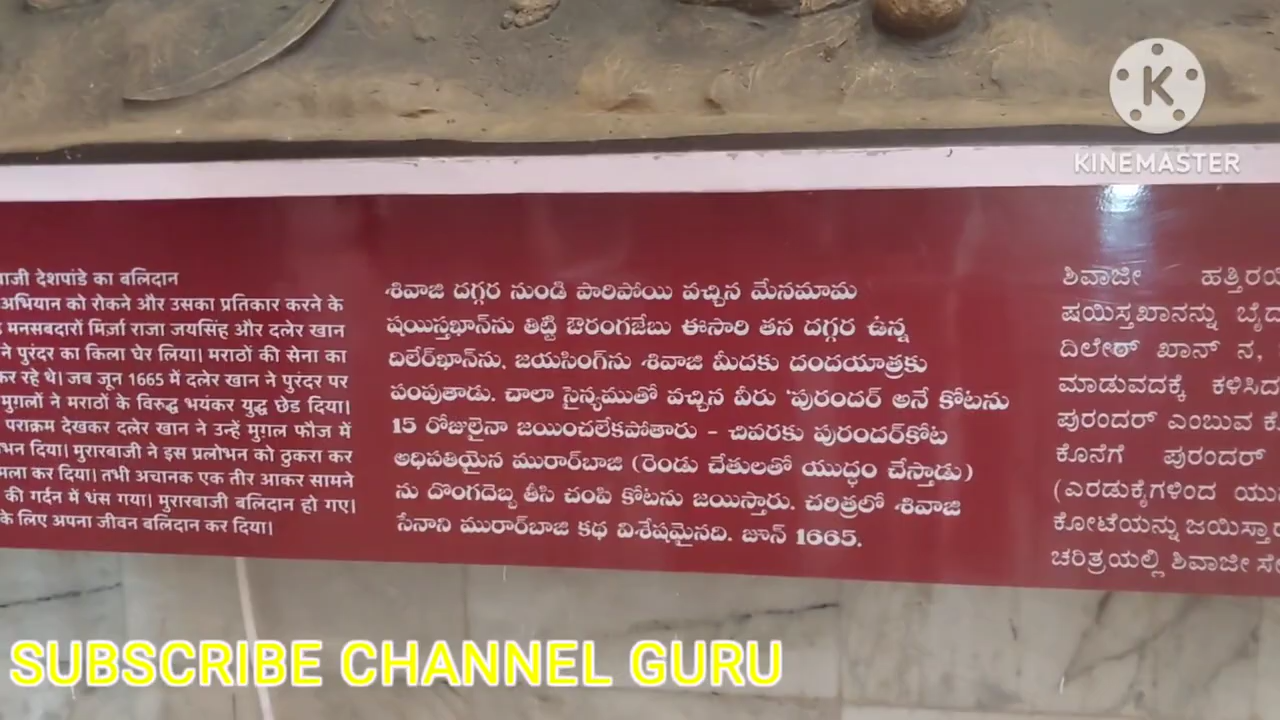 KINEMASTER
देशपांडे का बलिदान
अभियान को रोकने और उसका प्रतिकार करने के
मनसबदारों मिर्ज़ा राजा जयसिंह और दलेर खान
ने पुरंदर का किला घेर लिया। मराठों की सेना का
कर रहे थे। जब जून 1665 में दलेर खान ने पुरंदर पर
मुगलों ने मराठों के विरुद्ध भयंकर युद्ध छेड दिया।
पराक्रम देखकर दलेर खान ने उन्हें मुगल फौज में
दिया। मुरारबाजी ने इस प्रलोभन को ठुकरा कर
कर दिया। तभी अचानक एक तीर आकर सामने
की गर्दन में धंस गया। मुरारबाजी बलिदान हो गए।
के लिए अपना जीवन बलिदान कर दिया।
శివాజి దగ్గర నుండి పారిపోయి వచ్చిన మేనమామ
షయిస్తఖాన్‌ను తిట్టి ఔరంగజేబు ఈసారి తన దగ్గర ఉన్న
దిలేర్‌ఖాన్‌ను, జయసింగ్‌ను శివాజి మీదకు దండయాత్రకు
పంపుతాడు. చాలా సైన్యముతో వచ్చిన వీరు 'పురందర్ అనే కోటను
15 రోజులైనా జయించలేకపోతారు - చివరకు పురందర్‌కోట
అధిపతియైన మురార్‌బాజి (రెండు చేతులతో యుద్ధం చేస్తాడు)
ను దొంగదెబ్బ తీసి చంపి కోటను జయిస్తారు. చరిత్రలో శివాజి
సేనాని మురార్‌బాజి కథ విశేషమైనది. జూన్ 1665.
ಶಿವಾಜೀ ಹತ್ತಿರ
ಷಯಿಸ್ತಖಾನನ್ನು
ದಿಲೇರ್ ಖಾನ್ ನ,
ಮಾಡುವದಕ್ಕೆ ಕಳಿಸಿದ
ಪುರಂದರ್ ಎಂಬುವ
ಕೊನೆಗೆ ಪುರಂದರ್
(ಎರಡುಕೈಗಳಿಂದ
ಕೋಟೆಯನ್ನು ಜಯಿಸ್ತಾ
ಚರಿತ್ರಯಲ್ಲಿ ಶಿವಾಜೀ
SUBSCRIBE CHANNEL GURU